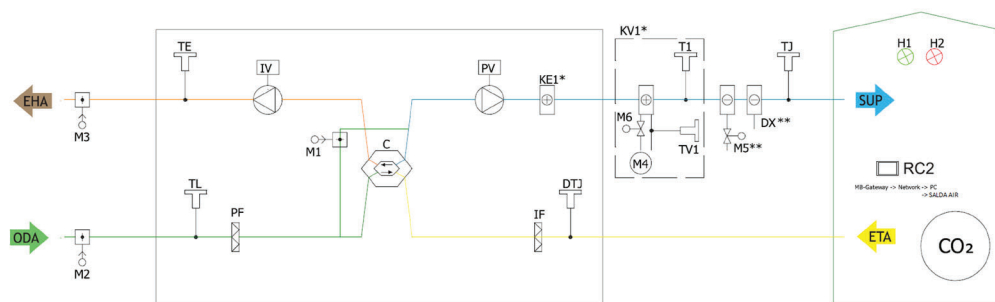 KV1*
TE
IV
PV
KE1*
T1
TJ
H1 H2
EHA
SUP
M3
M1
M6
DX**
M5**
C
M4
TV1
RC2
MB-Gateway -> Network -> PC
-> SALDA AIR
TL
PF
IF
DTJ
ODA
ETA
CO₂
M2